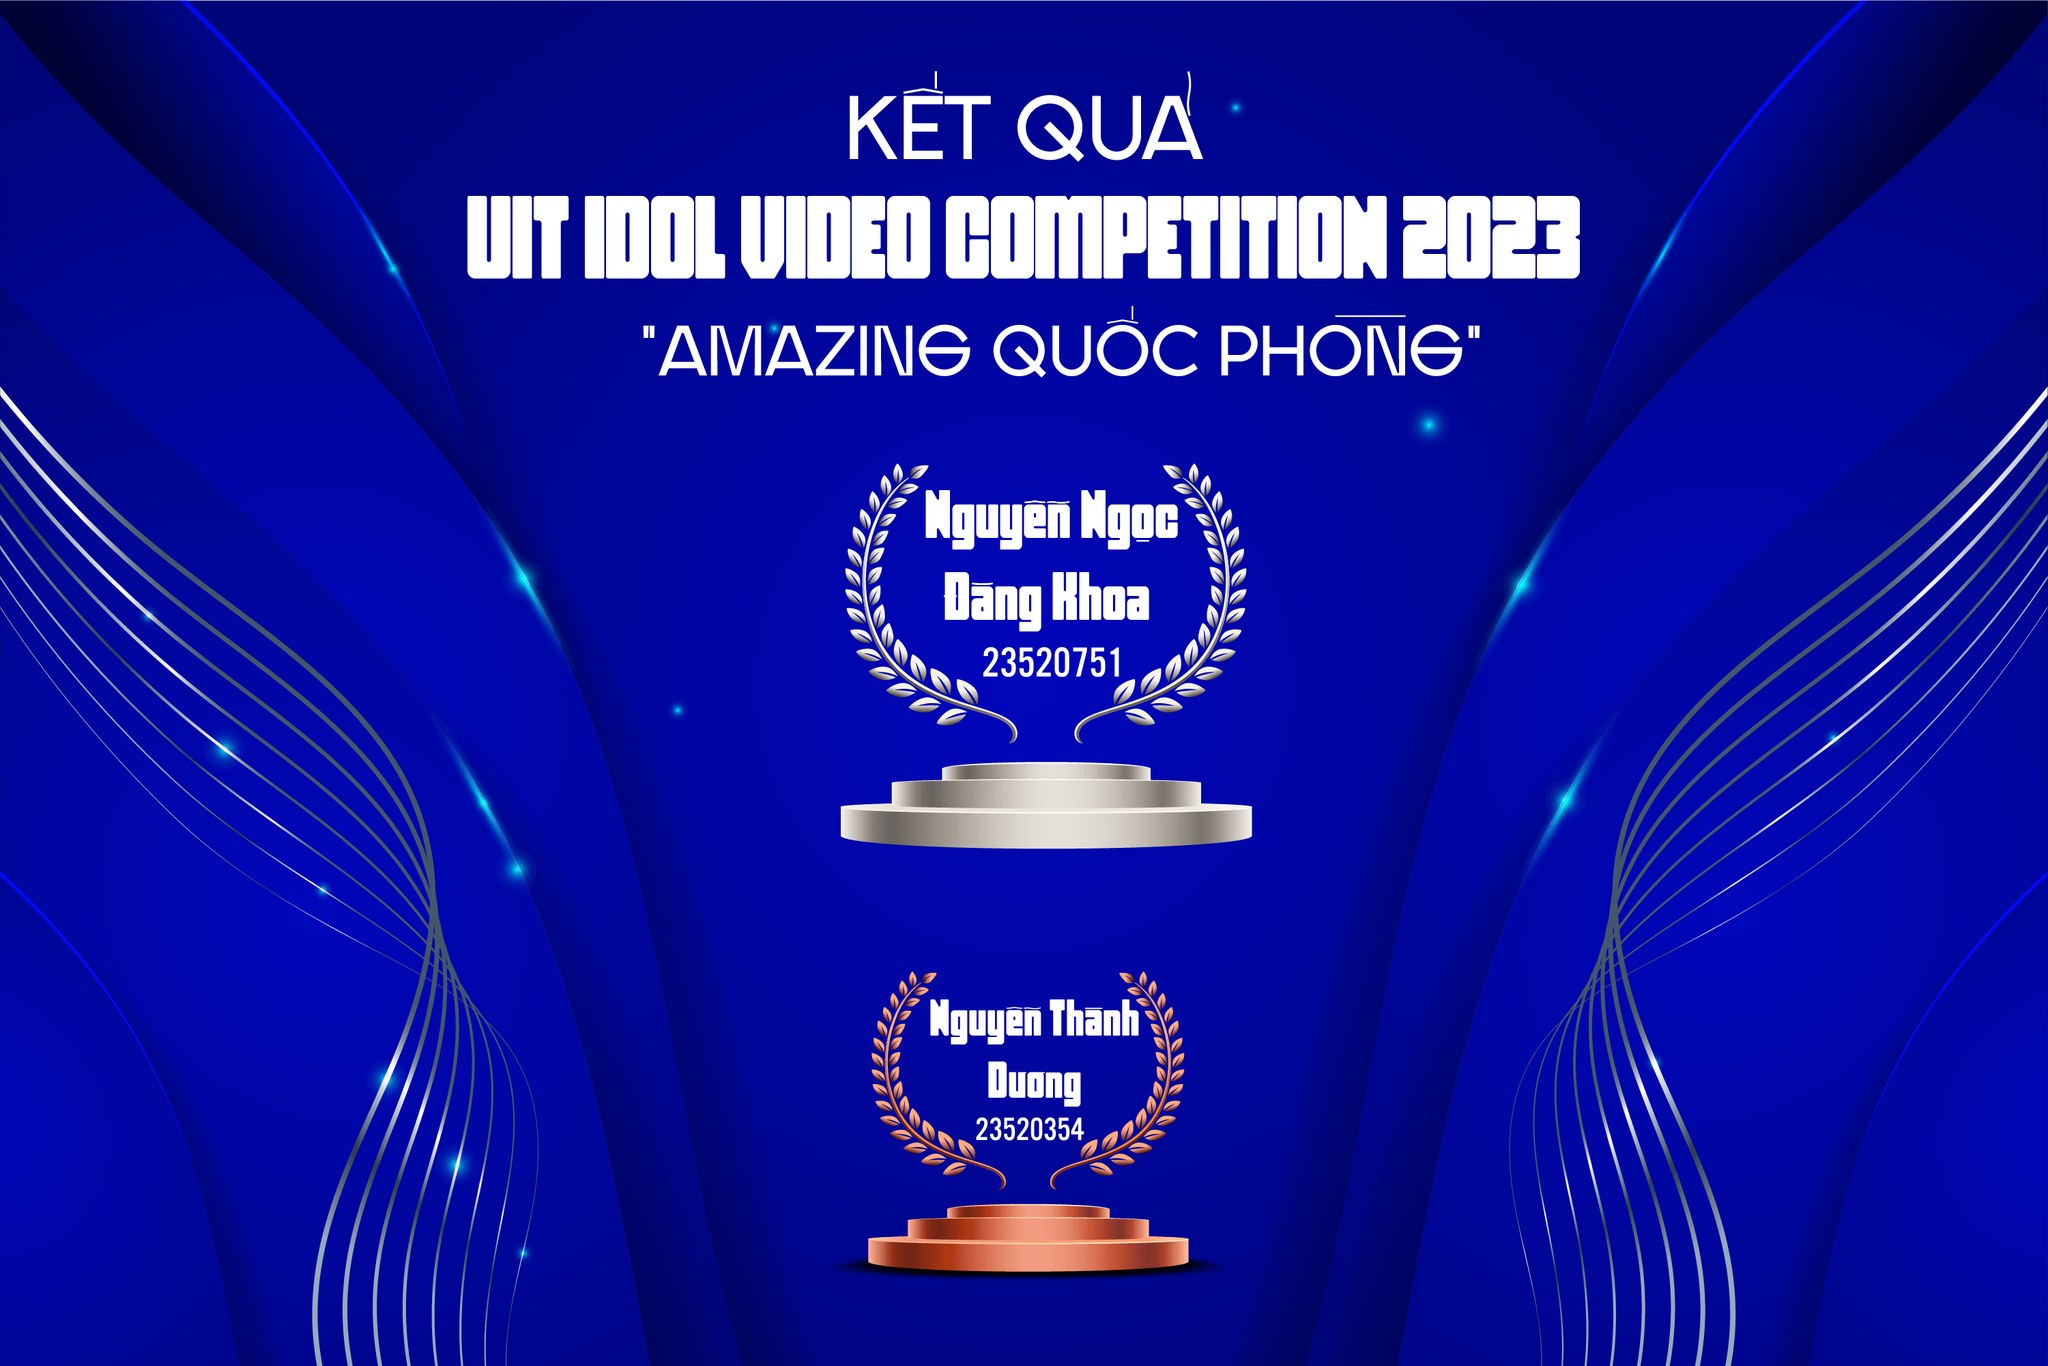 KẾT QUẢ
UIT IDOL VIDEO COMPETITION 2023
"AMAZING QUỐC PHÒNG"
Nguyễn Ngọc
Đăng Khoa
23520751
Nguyễn Thành
Dương
23520354